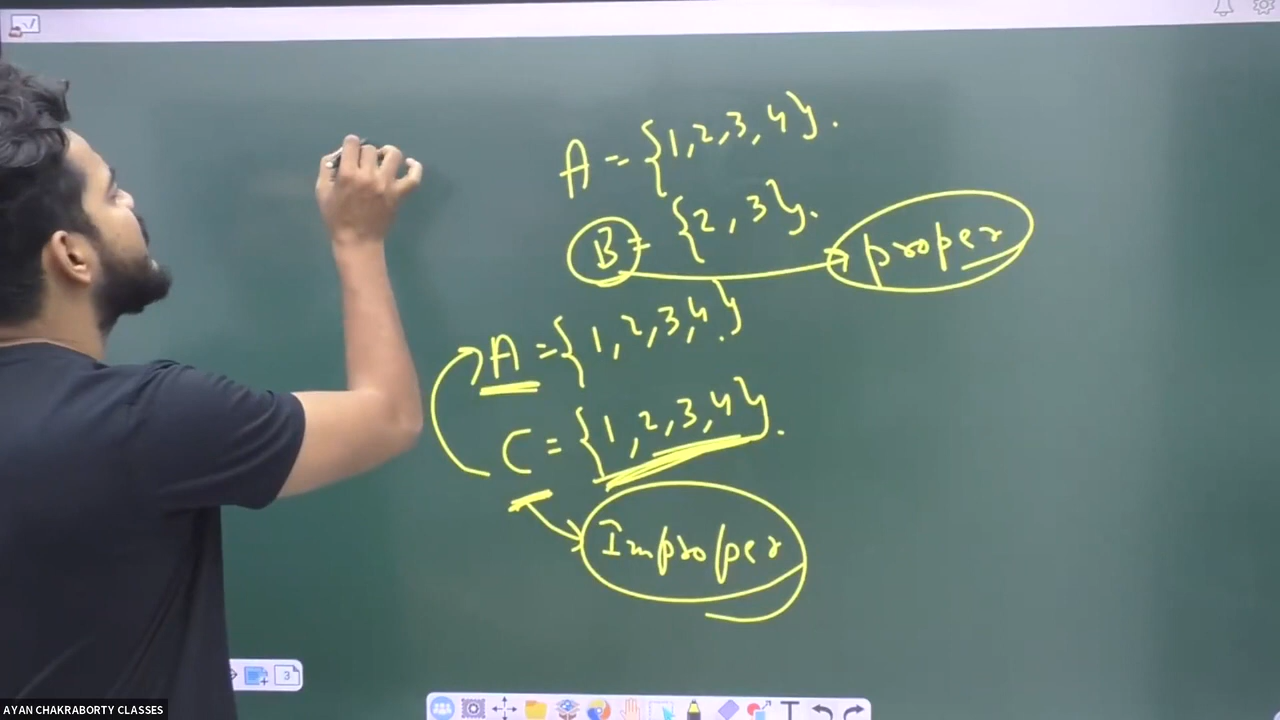 A = {1, 2, 3, 4}.
B = {2, 3}.
proper
A = {1, 2, 3, 4}.
C = {1, 2, 3, 4}.
Improper
3
T
AYAN CHAKRABORTY CLASSES